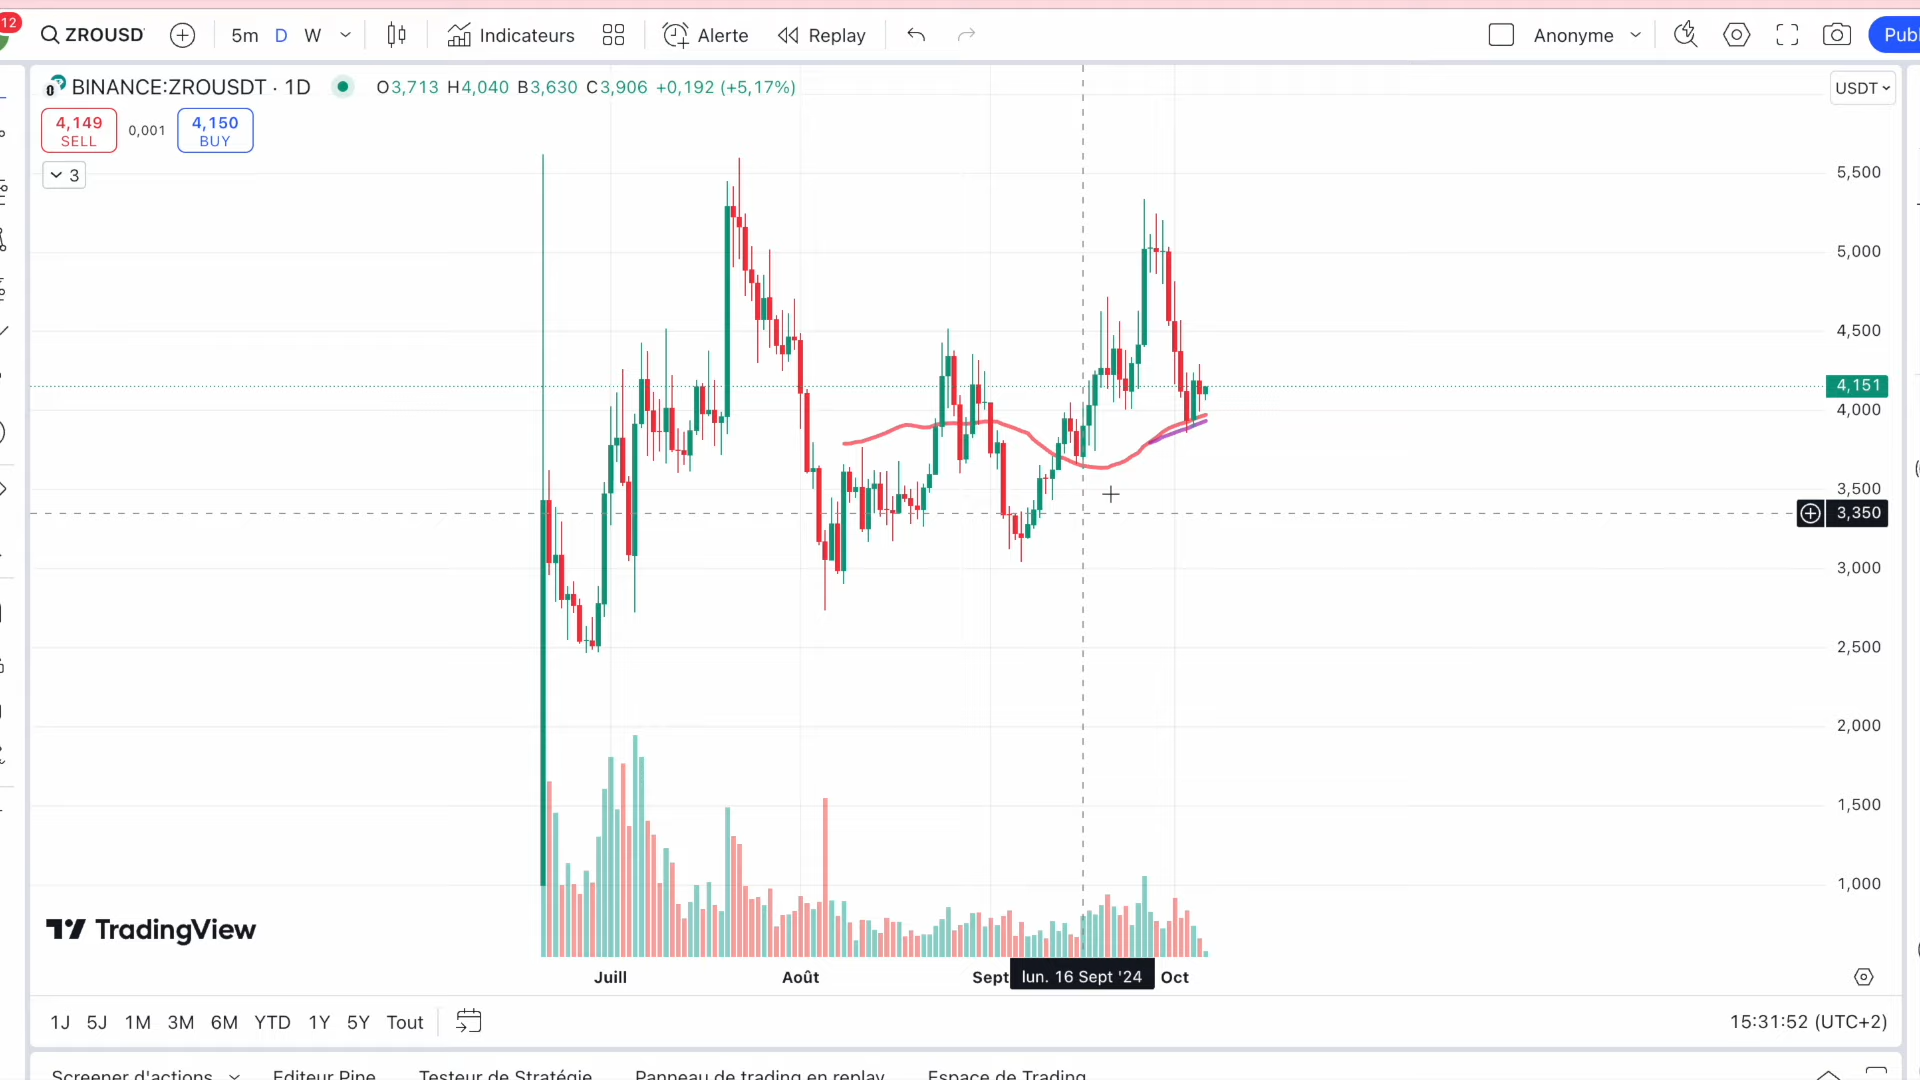 12
ZROUSD
5m D W
Indicateurs
Alerte
Replay
Anonyme
Publ
BINANCE:ZROUSDT · 1D
O3,713 H4,040 B3,630 C3,906 +0,192 (+5,17%)
USDT
4,149
SELL
0,001
4,150
BUY
3
5,500
5,000
4,500
4,151
4,000
3,500
3,350
3,000
2,500
2,000
1,500
1,000
TradingView
Juill
Août
Sept
lun. 16 Sept '24
Oct
1J 5J 1M 3M 6M YTD 1Y 5Y Tout
15:31:52 (UTC+2)
Screener d'actions
Editeur Pine
Testeur de Stratégie
Panneau de trading en replay
Espace de Trading